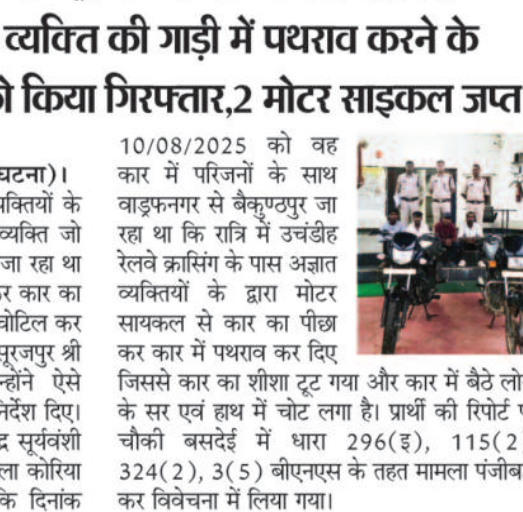 व्यक्ति की गाड़ी में पथराव करने के
किया गिरफ्तार,2 मोटर साइकल जप्त
घटना)।
व्यक्ति जो
जा रहा था
कार का
चोटिल कर
सूरजपुर श्री
ऐसे
निर्देश दिए।
सूर्यवंशी
कोरिया
दिनांक
10/08/2025 को वह
कार में परिजनों के साथ
वाड्रफनगर से बैकुण्ठपुर जा
रहा था कि रात्रि में उचंडीह
रेलवे क्रासिंग के पास अज्ञात
व्यक्तियों के द्वारा मोटर
सायकल से कार का पीछा
कर कार में पथराव कर दिए
जिससे कार का शीशा टूट गया और कार में बैठे
के सर एवं हाथ में चोट लगा है। प्रार्थी की रिपोर्ट
चौकी बसदेई में धारा 296(इ), 115(2
324(2), 3(5) बीएनएस के तहत मामला
कर विवेचना में लिया गया।